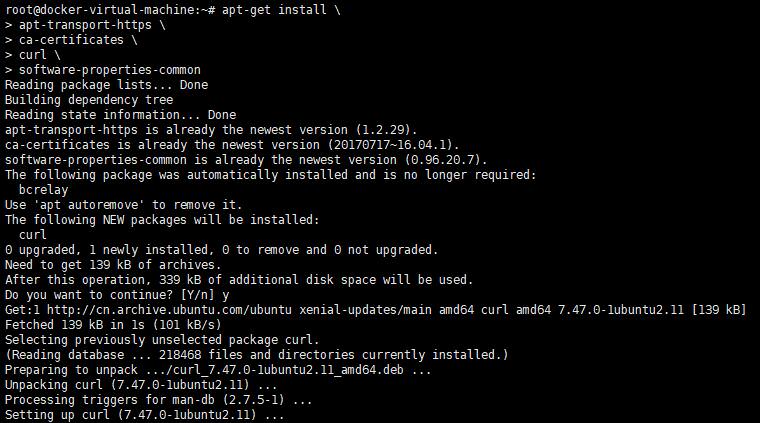 root@docker-virtual-machine:~# apt-get install \
> apt-transport-https \
> ca-certificates \
> curl \
> software-properties-common
Reading package lists... Done
Building dependency tree
Reading state information... Done
apt-transport-https is already the newest version (1.2.29).
ca-certificates is already the newest version (20170717~16.04.1).
software-properties-common is already the newest version (0.96.20.7).
The following package was automatically installed and is no longer required:
  bcrelay
Use 'apt autoremove' to remove it.
The following NEW packages will be installed:
  curl
0 upgraded, 1 newly installed, 0 to remove and 0 not upgraded.
Need to get 139 kB of archives.
After this operation, 339 kB of additional disk space will be used.
Do you want to continue? [Y/n] y
Get:1 http://cn.archive.ubuntu.com/ubuntu xenial-updates/main amd64 curl amd64 7.47.0-1ubuntu2.11 [139 kB]
Fetched 139 kB in 1s (101 kB/s)
Selecting previously unselected package curl.
(Reading database ... 218468 files and directories currently installed.)
Preparing to unpack .../curl_7.47.0-1ubuntu2.11_amd64.deb ...
Unpacking curl (7.47.0-1ubuntu2.11) ...
Processing triggers for man-db (2.7.5-1) ...
Setting up curl (7.47.0-1ubuntu2.11) ...